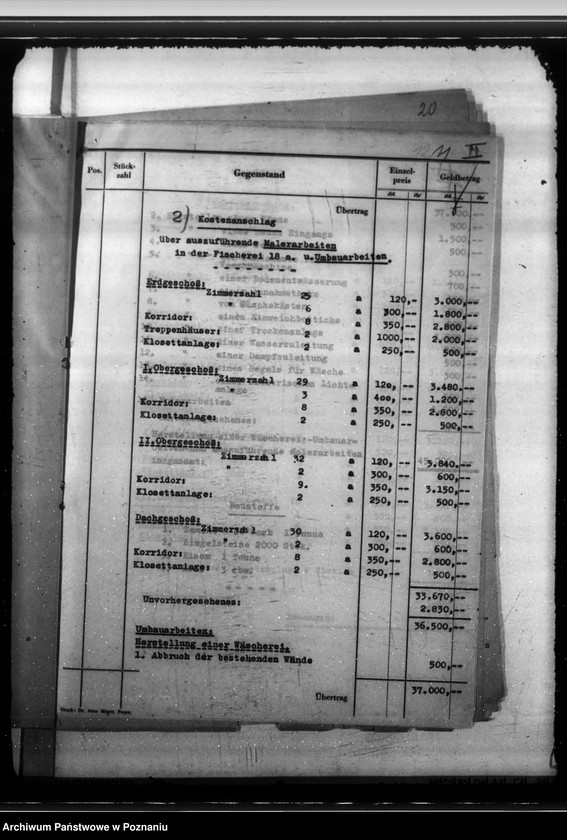 20
11 II
Pos. Stück-zahl Gegenstand Einzel-preis Geldbetrag
Übertrag
2) Kostenanschlag
über auszuführende Malerarbeiten
in der Fischerei 18 a. u.Umbauarbeiten.
Erdgeschoß:
Zimmerzahl 25 a 120,- 3.000,--
" 6 a 300,-- 1.800,--
Korridor: 8 a 350,-- 2.800,--
Treppenhäuser: 2 a 1000,-- 2.000,--
Klosettanlage: 2 a 250,-- 500,--
I.Obergeschoß:
Zimmerzahl 29 a 120,-- 3.480,--
" 3 a 400,-- 1.200,--
Korridor: 8 a 350,-- 2.800,--
Klosettanlage: 2 a 250,-- 500,--
II.Obergeschoß:
Zimmerzahl 32 a 120,-- 3.840,--
" 2 a 300,-- 600,--
Korridor: 9. a 350,-- 3.150,--
Klosettanlage: 2 a 250,-- 500,--
Dachgeschoß:
Zimmerzahl 30 a 120,-- 3.600,--
" 2 a 300,-- 600,--
Korridor: 8 a 350,-- 2.800,--
Klosettanlage: 2 a 250,-- 500,--
33.670,--
Unvorhergesehenes: 2.830,--
36.500,--
Umbauarbeiten:
Herstellung einer Wäscherei.
1. Abbruch der bestehenden Wände 500,--
Übertrag 37.000,--
Archiwum Państwowe w Poznaniu